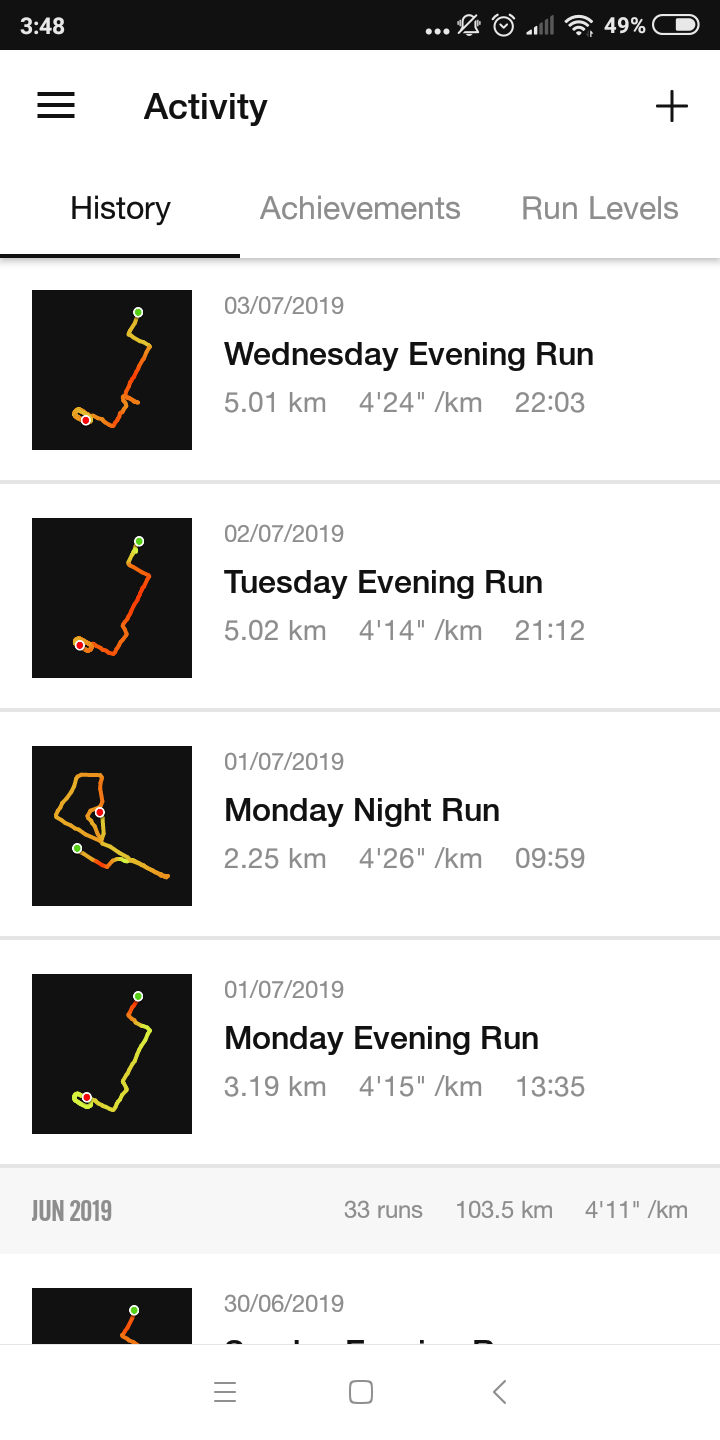 3:48
49%
Activity
History Achievements Run Levels
03/07/2019
Wednesday Evening Run
5.01 km 4'24" /km 22:03
02/07/2019
Tuesday Evening Run
5.02 km 4'14" /km 21:12
01/07/2019
Monday Night Run
2.25 km 4'26" /km 09:59
01/07/2019
Monday Evening Run
3.19 km 4'15" /km 13:35
JUN 2019 33 runs 103.5 km 4'11" /km
30/06/2019